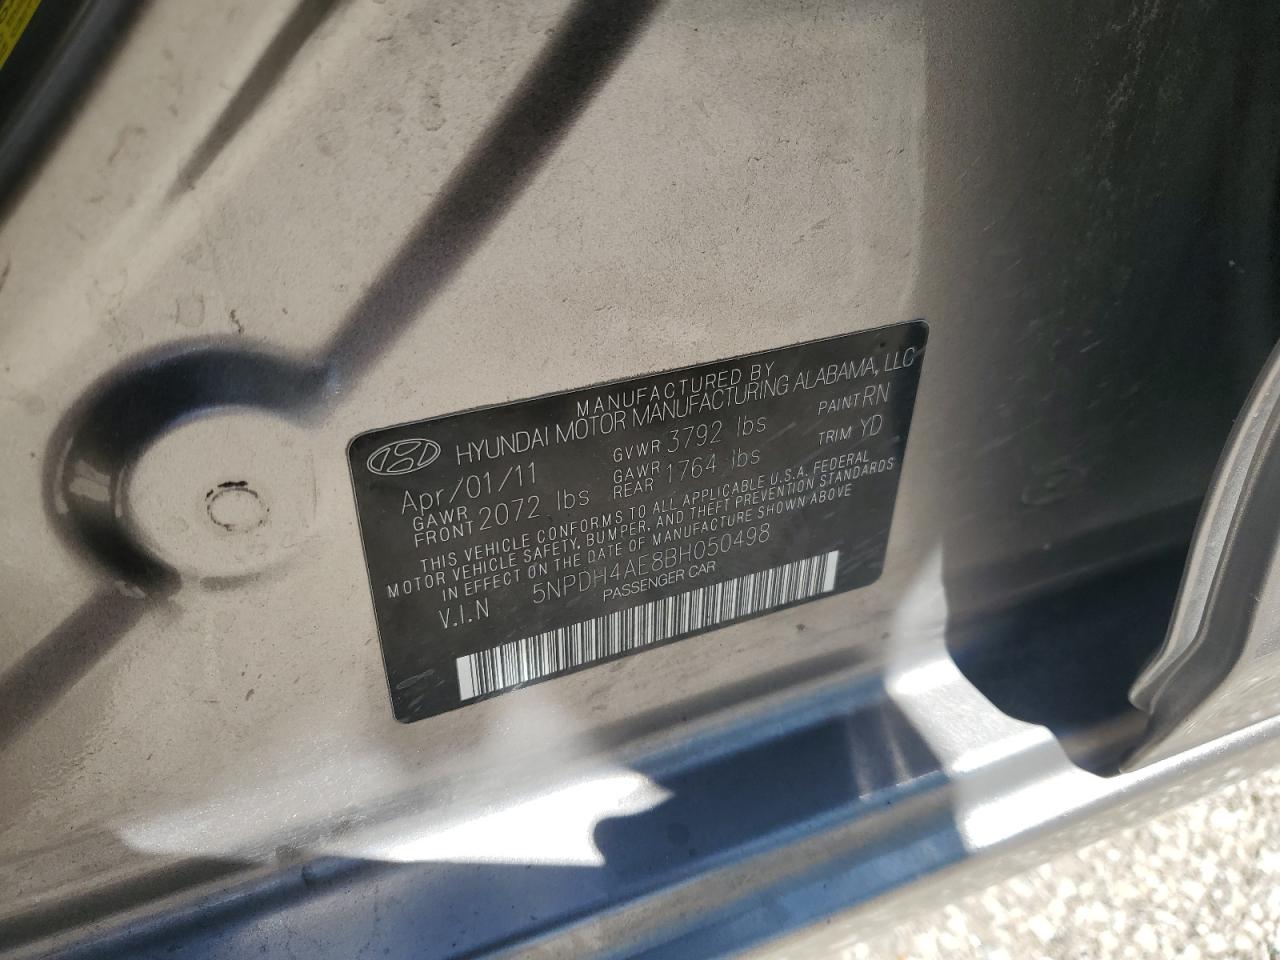 MANUFACTURED BY
HYUNDAI MOTOR MANUFACTURING ALABAMA, LLC
Apr/01/11 GVWR 3792 lbs PAINT RN
GAWR FRONT 2072 lbs GAWR REAR 1764 lbs TRIM YD
THIS VEHICLE CONFORMS TO ALL APPLICABLE U.S.A. FEDERAL
MOTOR VEHICLE SAFETY, BUMPER, AND THEFT PREVENTION STANDARDS
IN EFFECT ON THE DATE OF MANUFACTURE SHOWN ABOVE
V.I.N 5NPDH4AE8BH050498
PASSENGER CAR